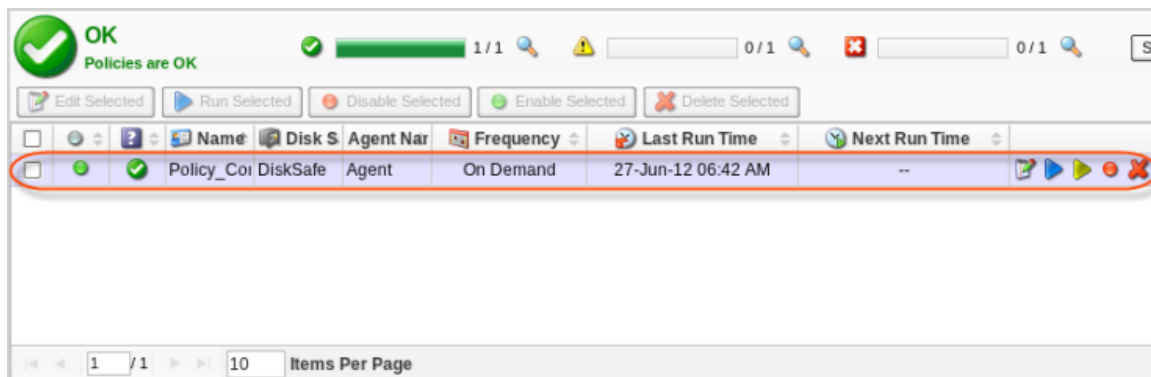 OK
Policies are OK
1/1
0/1
0/1
S
Edit Selected Run Selected Disable Selected Enable Selected Delete Selected
? Name Disk S Agent Nar Frequency Last Run Time Next Run Time
Policy_Coi DiskSafe Agent On Demand 27-Jun-12 06:42 AM --
1 / 1 10 Items Per Page